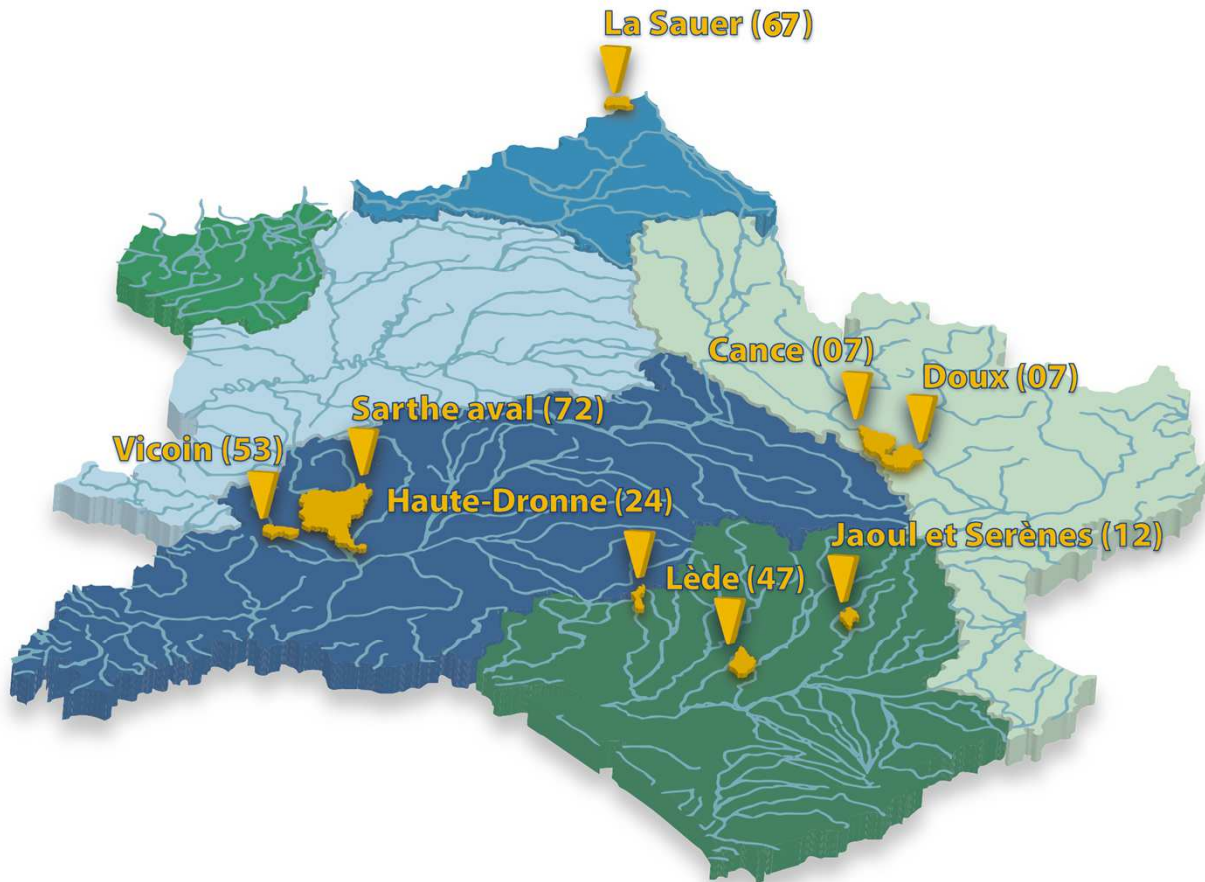 La Sauer (67)
Cance (07)
Doux (07)
Sarthe aval (72)
Vicoin (53)
Haute-Dronne (24)
Jaoul et Serènes (12)
Lède (47)